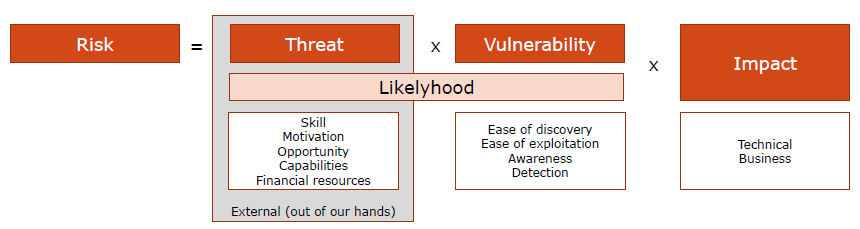 Risk
=
Threat
x
Vulnerability
x
Impact
Likelyhood
Skill
Motivation
Opportunity
Capabilities
Financial resources
Ease of discovery
Ease of exploitation
Awareness
Detection
Technical
Business
External (out of our hands)